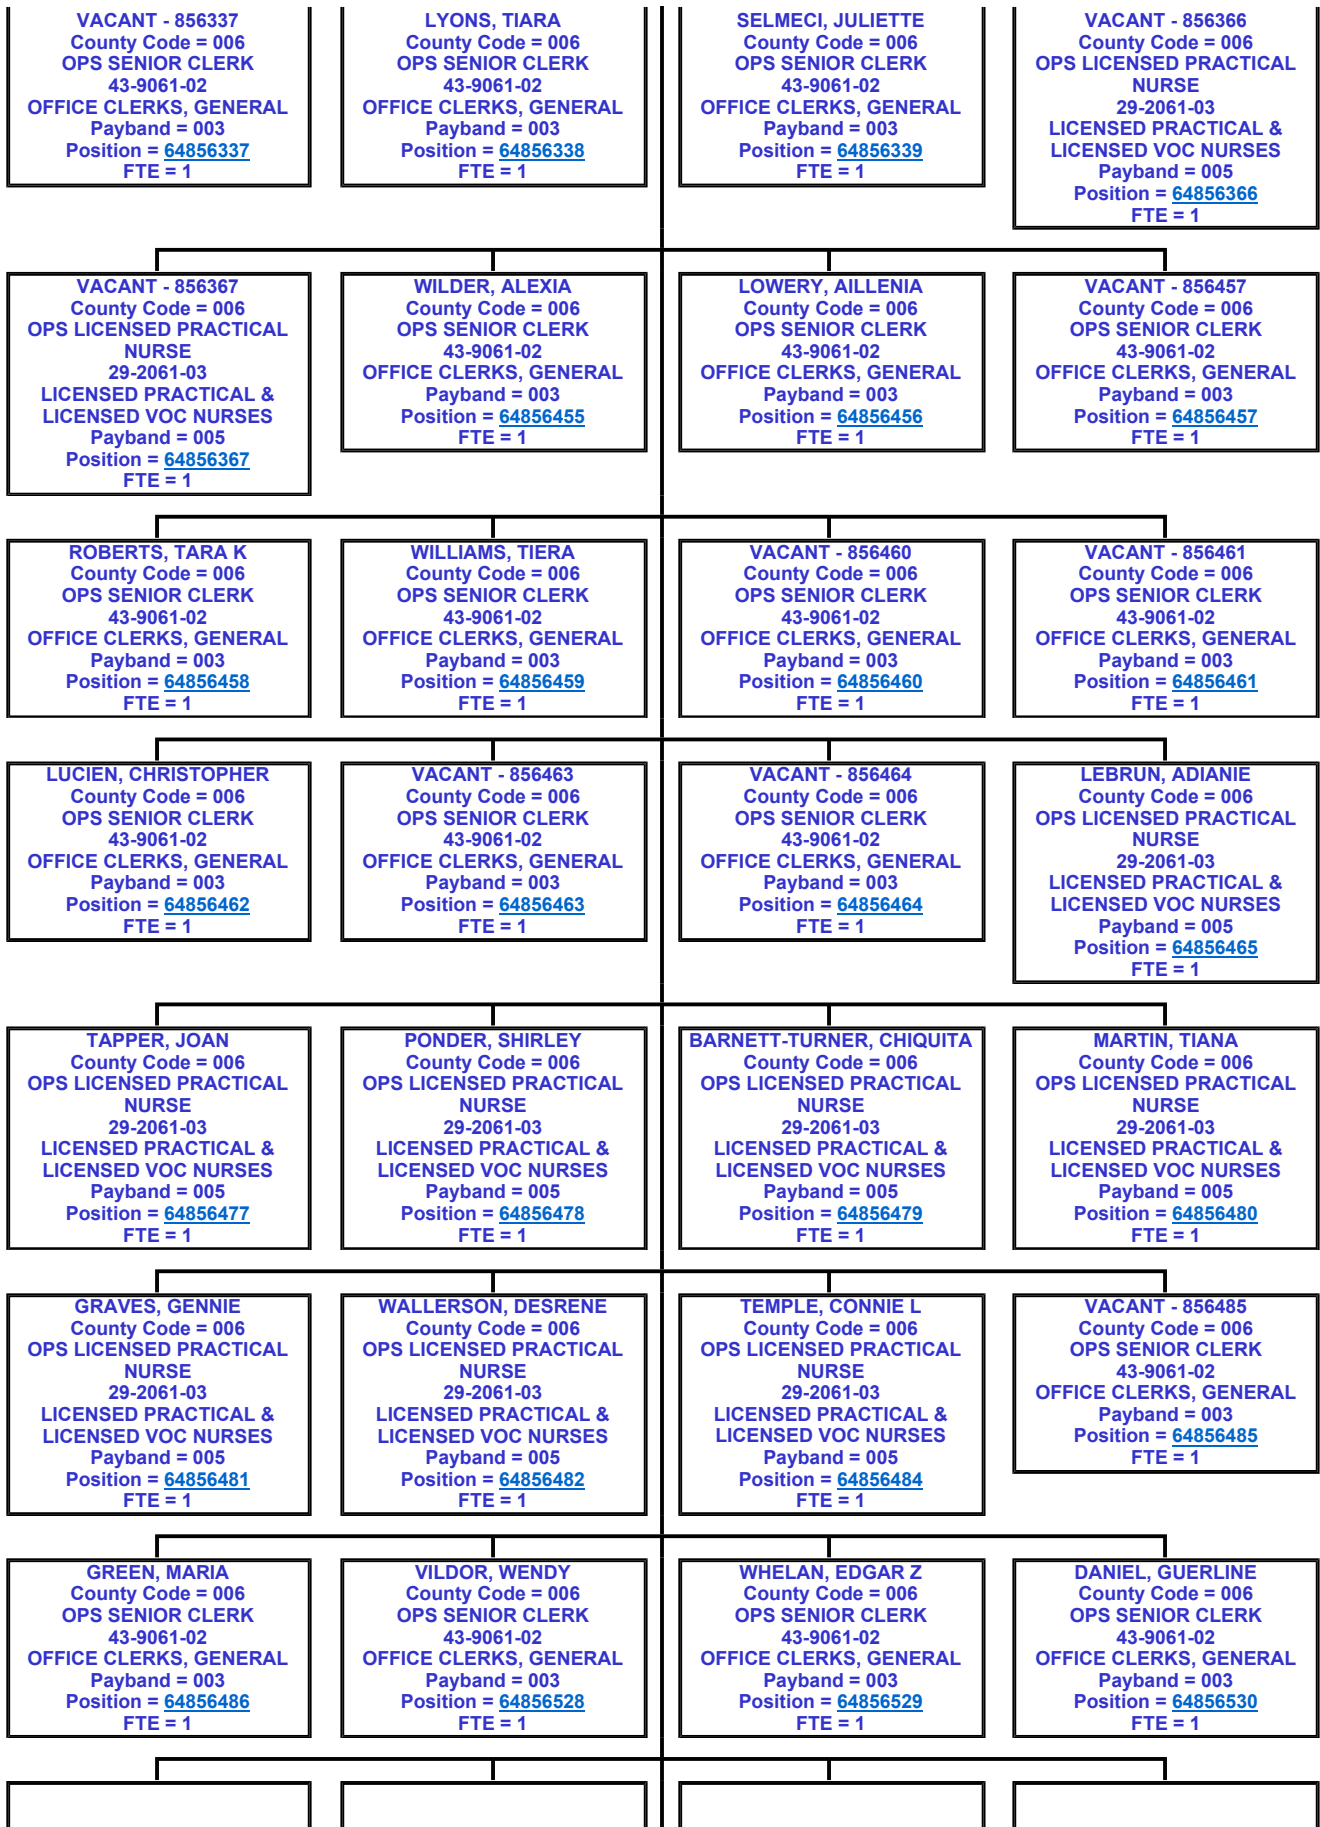 VACANT - 856337
County Code = 006
OPS SENIOR CLERK
43-9061-02
OFFICE CLERKS, GENERAL
Payband = 003
Position = 64856337
FTE = 1
LYONS, TIARA
County Code = 006
OPS SENIOR CLERK
43-9061-02
OFFICE CLERKS, GENERAL
Payband = 003
Position = 64856338
FTE = 1
SELMECI, JULIETTE
County Code = 006
OPS SENIOR CLERK
43-9061-02
OFFICE CLERKS, GENERAL
Payband = 003
Position = 64856339
FTE = 1
VACANT - 856366
County Code = 006
OPS LICENSED PRACTICAL
NURSE
29-2061-03
LICENSED PRACTICAL &
LICENSED VOC NURSES
Payband = 005
Position = 64856366
FTE = 1
VACANT - 856367
County Code = 006
OPS LICENSED PRACTICAL
NURSE
29-2061-03
LICENSED PRACTICAL &
LICENSED VOC NURSES
Payband = 005
Position = 64856367
FTE = 1
WILDER, ALEXIA
County Code = 006
OPS SENIOR CLERK
43-9061-02
OFFICE CLERKS, GENERAL
Payband = 003
Position = 64856455
FTE = 1
LOWERY, AILLENIA
County Code = 006
OPS SENIOR CLERK
43-9061-02
OFFICE CLERKS, GENERAL
Payband = 003
Position = 64856456
FTE = 1
VACANT - 856457
County Code = 006
OPS SENIOR CLERK
43-9061-02
OFFICE CLERKS, GENERAL
Payband = 003
Position = 64856457
FTE = 1
ROBERTS, TARA K
County Code = 006
OPS SENIOR CLERK
43-9061-02
OFFICE CLERKS, GENERAL
Payband = 003
Position = 64856458
FTE = 1
WILLIAMS, TIERA
County Code = 006
OPS SENIOR CLERK
43-9061-02
OFFICE CLERKS, GENERAL
Payband = 003
Position = 64856459
FTE = 1
VACANT - 856460
County Code = 006
OPS SENIOR CLERK
43-9061-02
OFFICE CLERKS, GENERAL
Payband = 003
Position = 64856460
FTE = 1
VACANT - 856461
County Code = 006
OPS SENIOR CLERK
43-9061-02
OFFICE CLERKS, GENERAL
Payband = 003
Position = 64856461
FTE = 1
LUCIEN, CHRISTOPHER
County Code = 006
OPS SENIOR CLERK
43-9061-02
OFFICE CLERKS, GENERAL
Payband = 003
Position = 64856462
FTE = 1
VACANT - 856463
County Code = 006
OPS SENIOR CLERK
43-9061-02
OFFICE CLERKS, GENERAL
Payband = 003
Position = 64856463
FTE = 1
VACANT - 856464
County Code = 006
OPS SENIOR CLERK
43-9061-02
OFFICE CLERKS, GENERAL
Payband = 003
Position = 64856464
FTE = 1
LEBRUN, ADIANIE
County Code = 006
OPS LICENSED PRACTICAL
NURSE
29-2061-03
LICENSED PRACTICAL &
LICENSED VOC NURSES
Payband = 005
Position = 64856465
FTE = 1
TAPPER, JOAN
County Code = 006
OPS LICENSED PRACTICAL
NURSE
29-2061-03
LICENSED PRACTICAL &
LICENSED VOC NURSES
Payband = 005
Position = 64856477
FTE = 1
PONDER, SHIRLEY
County Code = 006
OPS LICENSED PRACTICAL
NURSE
29-2061-03
LICENSED PRACTICAL &
LICENSED VOC NURSES
Payband = 005
Position = 64856478
FTE = 1
BARNETT-TURNER, CHIQUITA
County Code = 006
OPS LICENSED PRACTICAL
NURSE
29-2061-03
LICENSED PRACTICAL &
LICENSED VOC NURSES
Payband = 005
Position = 64856479
FTE = 1
MARTIN, TIANA
County Code = 006
OPS LICENSED PRACTICAL
NURSE
29-2061-03
LICENSED PRACTICAL &
LICENSED VOC NURSES
Payband = 005
Position = 64856480
FTE = 1
GRAVES, GENNIE
County Code = 006
OPS LICENSED PRACTICAL
NURSE
29-2061-03
LICENSED PRACTICAL &
LICENSED VOC NURSES
Payband = 005
Position = 64856481
FTE = 1
WALLERSON, DESRENE
County Code = 006
OPS LICENSED PRACTICAL
NURSE
29-2061-03
LICENSED PRACTICAL &
LICENSED VOC NURSES
Payband = 005
Position = 64856482
FTE = 1
TEMPLE, CONNIE L
County Code = 006
OPS LICENSED PRACTICAL
NURSE
29-2061-03
LICENSED PRACTICAL &
LICENSED VOC NURSES
Payband = 005
Position = 64856484
FTE = 1
VACANT - 856485
County Code = 006
OPS SENIOR CLERK
43-9061-02
OFFICE CLERKS, GENERAL
Payband = 003
Position = 64856485
FTE = 1
GREEN, MARIA
County Code = 006
OPS SENIOR CLERK
43-9061-02
OFFICE CLERKS, GENERAL
Payband = 003
Position = 64856486
FTE = 1
VILDOR, WENDY
County Code = 006
OPS SENIOR CLERK
43-9061-02
OFFICE CLERKS, GENERAL
Payband = 003
Position = 64856528
FTE = 1
WHELAN, EDGAR Z
County Code = 006
OPS SENIOR CLERK
43-9061-02
OFFICE CLERKS, GENERAL
Payband = 003
Position = 64856529
FTE = 1
DANIEL, GUERLINE
County Code = 006
OPS SENIOR CLERK
43-9061-02
OFFICE CLERKS, GENERAL
Payband = 003
Position = 64856530
FTE = 1